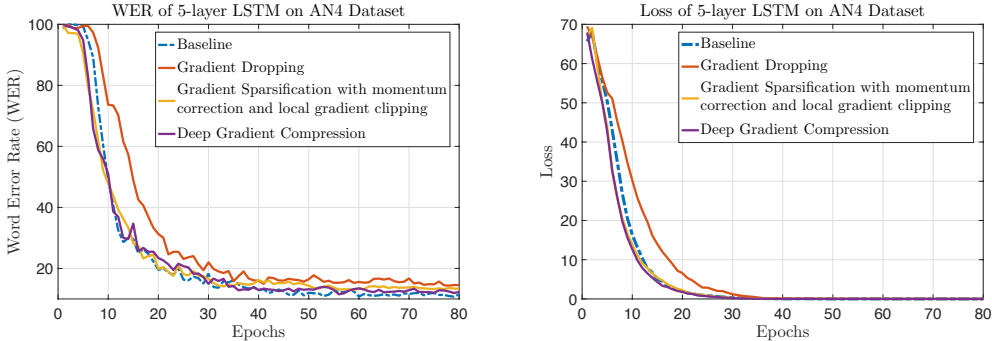 WER of 5-layer LSTM on AN4 Dataset
Word Error Rate (WER)
100
80
60
40
20
Baseline
Gradient Dropping
Gradient Sparsification with momentum
correction and local gradient clipping
Deep Gradient Compression
0 10 20 30 40 50 60 70 80
Epochs
Loss of 5-layer LSTM on AN4 Dataset
Loss
70
60
50
40
30
20
10
0
Baseline
Gradient Dropping
Gradient Sparsification with momentum
correction and local gradient clipping
Deep Gradient Compression
0 10 20 30 40 50 60 70 80
Epochs